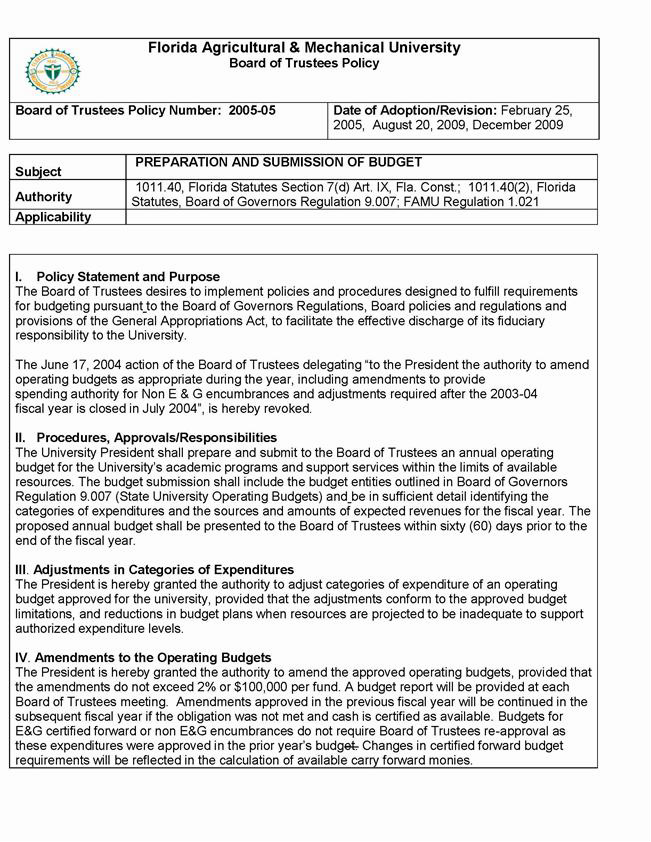 Florida Agricultural & Mechanical University
Board of Trustees Policy
Board of Trustees Policy Number: 2005-05
Date of Adoption/Revision: February 25,
2005, August 20, 2009, December 2009
Subject
PREPARATION AND SUBMISSION OF BUDGET
Authority
1011.40, Florida Statutes Section 7(d) Art. IX, Fla. Const.; 1011.40(2), Florida
Statutes, Board of Governors Regulation 9.007; FAMU Regulation 1.021
Applicability
I. Policy Statement and Purpose
The Board of Trustees desires to implement policies and procedures designed to fulfill requirements
for budgeting pursuant to the Board of Governors Regulations, Board policies and regulations and
provisions of the General Appropriations Act, to facilitate the effective discharge of its fiduciary
responsibility to the University.
The June 17, 2004 action of the Board of Trustees delegating “to the President the authority to amend
operating budgets as appropriate during the year, including amendments to provide
spending authority for Non E & G encumbrances and adjustments required after the 2003-04
fiscal year is closed in July 2004”, is hereby revoked.
II. Procedures, Approvals/Responsibilities
The University President shall prepare and submit to the Board of Trustees an annual operating
budget for the University’s academic programs and support services within the limits of available
resources. The budget submission shall include the budget entities outlined in Board of Governors
Regulation 9.007 (State University Operating Budgets) and be in sufficient detail identifying the
categories of expenditures and the sources and amounts of expected revenues for the fiscal year. The
proposed annual budget shall be presented to the Board of Trustees within sixty (60) days prior to the
end of the fiscal year.
III. Adjustments in Categories of Expenditures
The President is hereby granted the authority to adjust categories of expenditure of an operating
budget approved for the university, provided that the adjustments conform to the approved budget
limitations, and reductions in budget plans when resources are projected to be inadequate to support
authorized expenditure levels.
IV. Amendments to the Operating Budgets
The President is hereby granted the authority to amend the approved operating budgets, provided that
the amendments do not exceed 2% or $100,000 per fund. A budget report will be provided at each
Board of Trustees meeting. Amendments approved in the previous fiscal year will be continued in the
subsequent fiscal year if the obligation was not met and cash is certified as available. Budgets for
E&G certified forward or non E&G encumbrances do not require Board of Trustees re-approval as
these expenditures were approved in the prior year’s budget. Changes in certified forward budget
requirements will be reflected in the calculation of available carry forward monies.